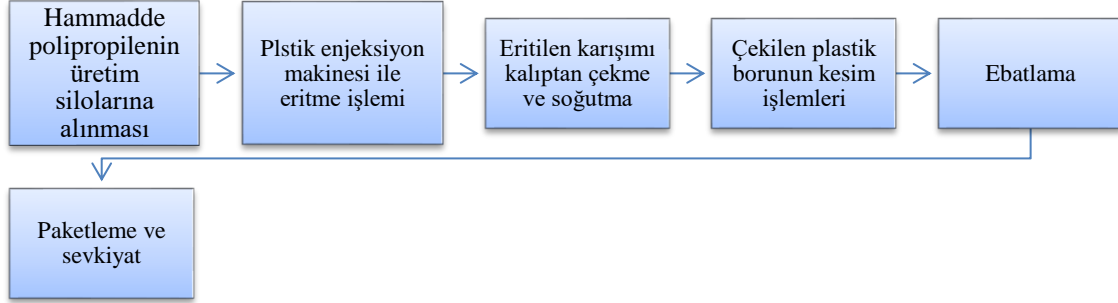 Hammadde
polipropilenin
üretim
silolarına
alınması
Plstik enjeksiyon
makinesi ile
eritme işlemi
Eritilen karışımı
kalıptan çekme
ve soğutma
Çekilen plastik
borunun kesim
işlemleri
Ebatlama
Paketleme ve
sevkiyat